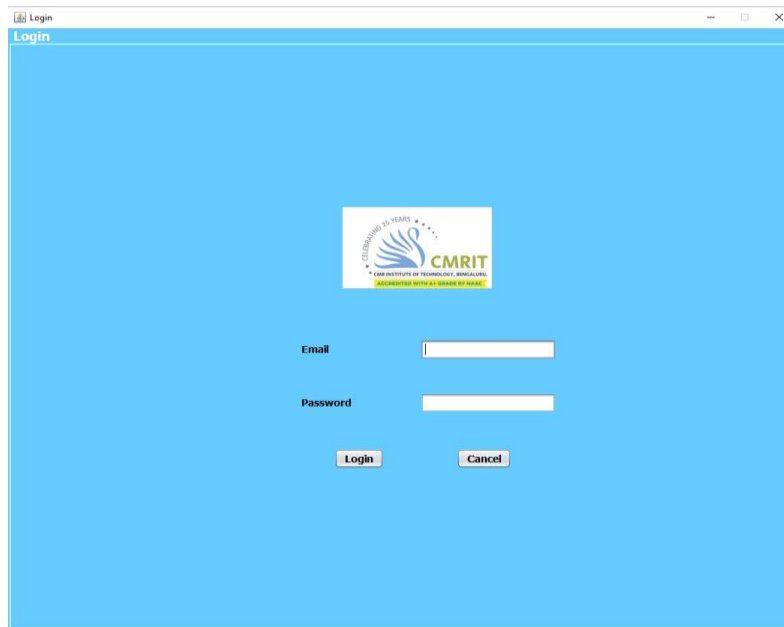 Login
Login
CELEBRATING 25 YEARS
CMRIT
* CMR INSTITUTE OF TECHNOLOGY, BENGALURU.
ACCREDITED WITH A+ GRADE BY NAAC
Email
Password
Login Cancel